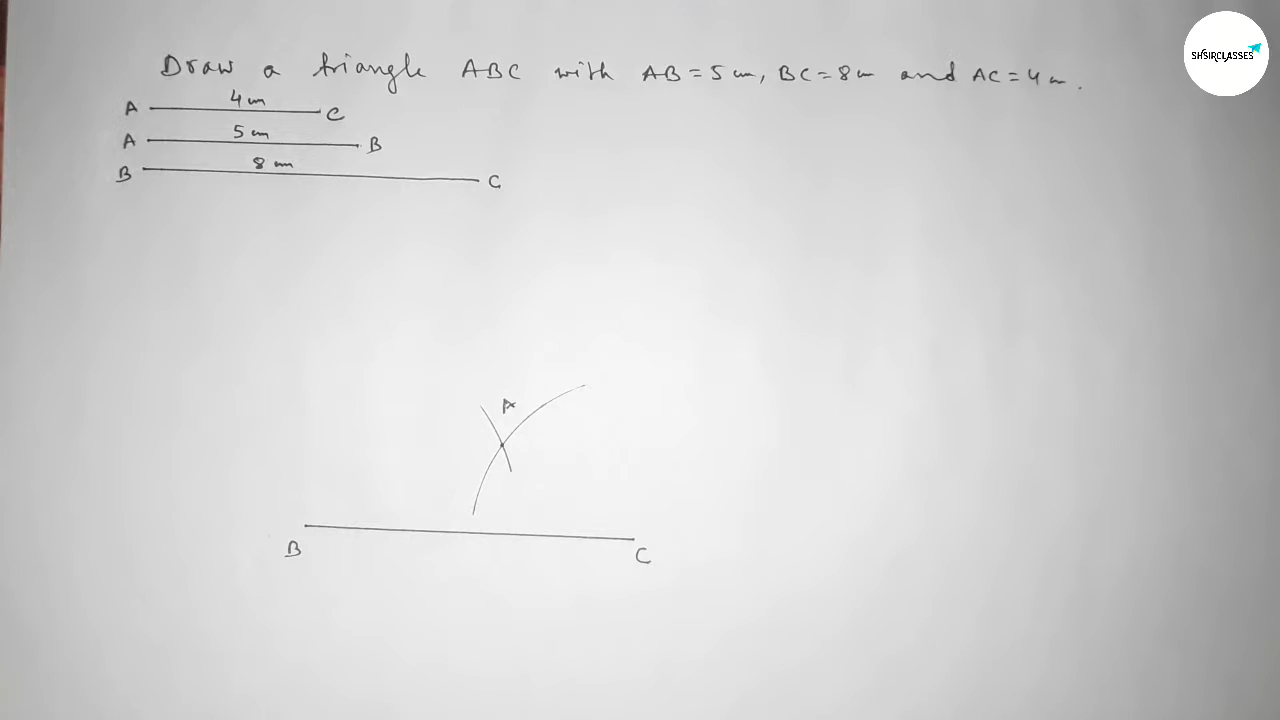 SHSIRCLASSES
Draw a triangle ABC with AB = 5 cm, BC = 8 cm and AC = 4 cm.
A 4 cm C
A 5 cm B
B 8 cm C
A
B C